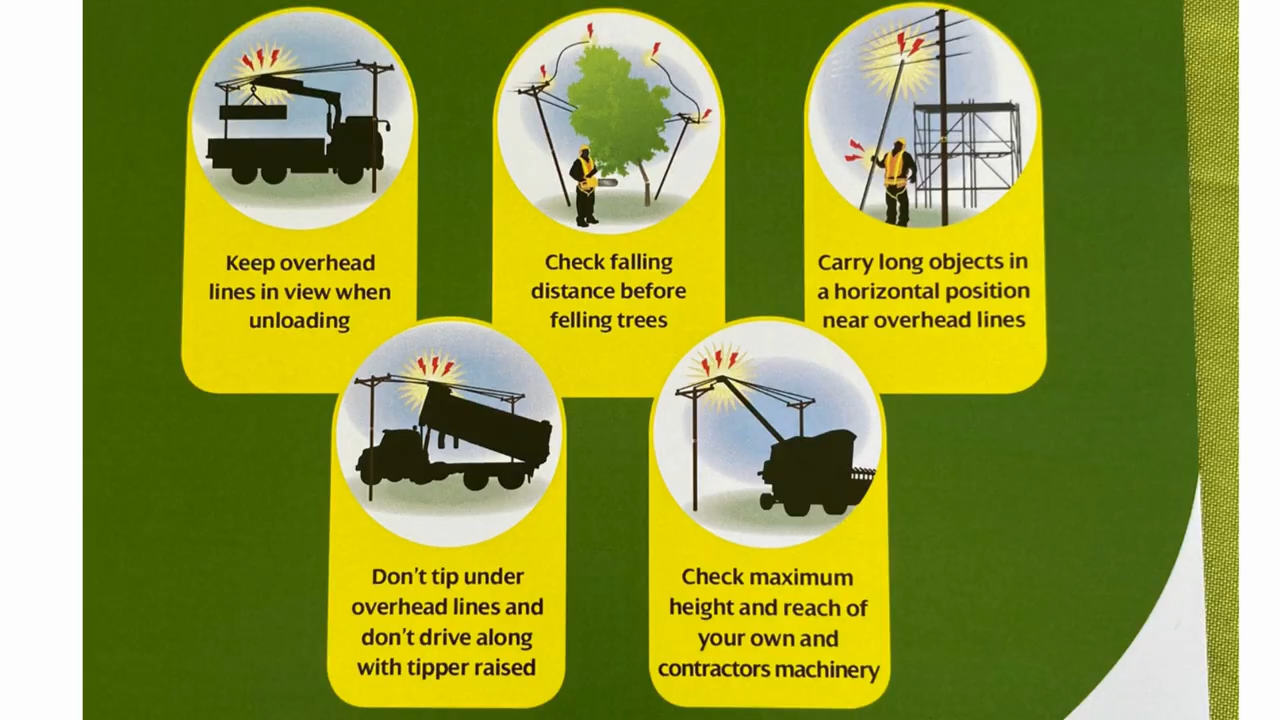 Keep overhead
lines in view when
unloading
Check falling
distance before
felling trees
Carry long objects in
a horizontal position
near overhead lines
Don't tip under
overhead lines and
don't drive along
with tipper raised
Check maximum
height and reach of
your own and
contractors machinery